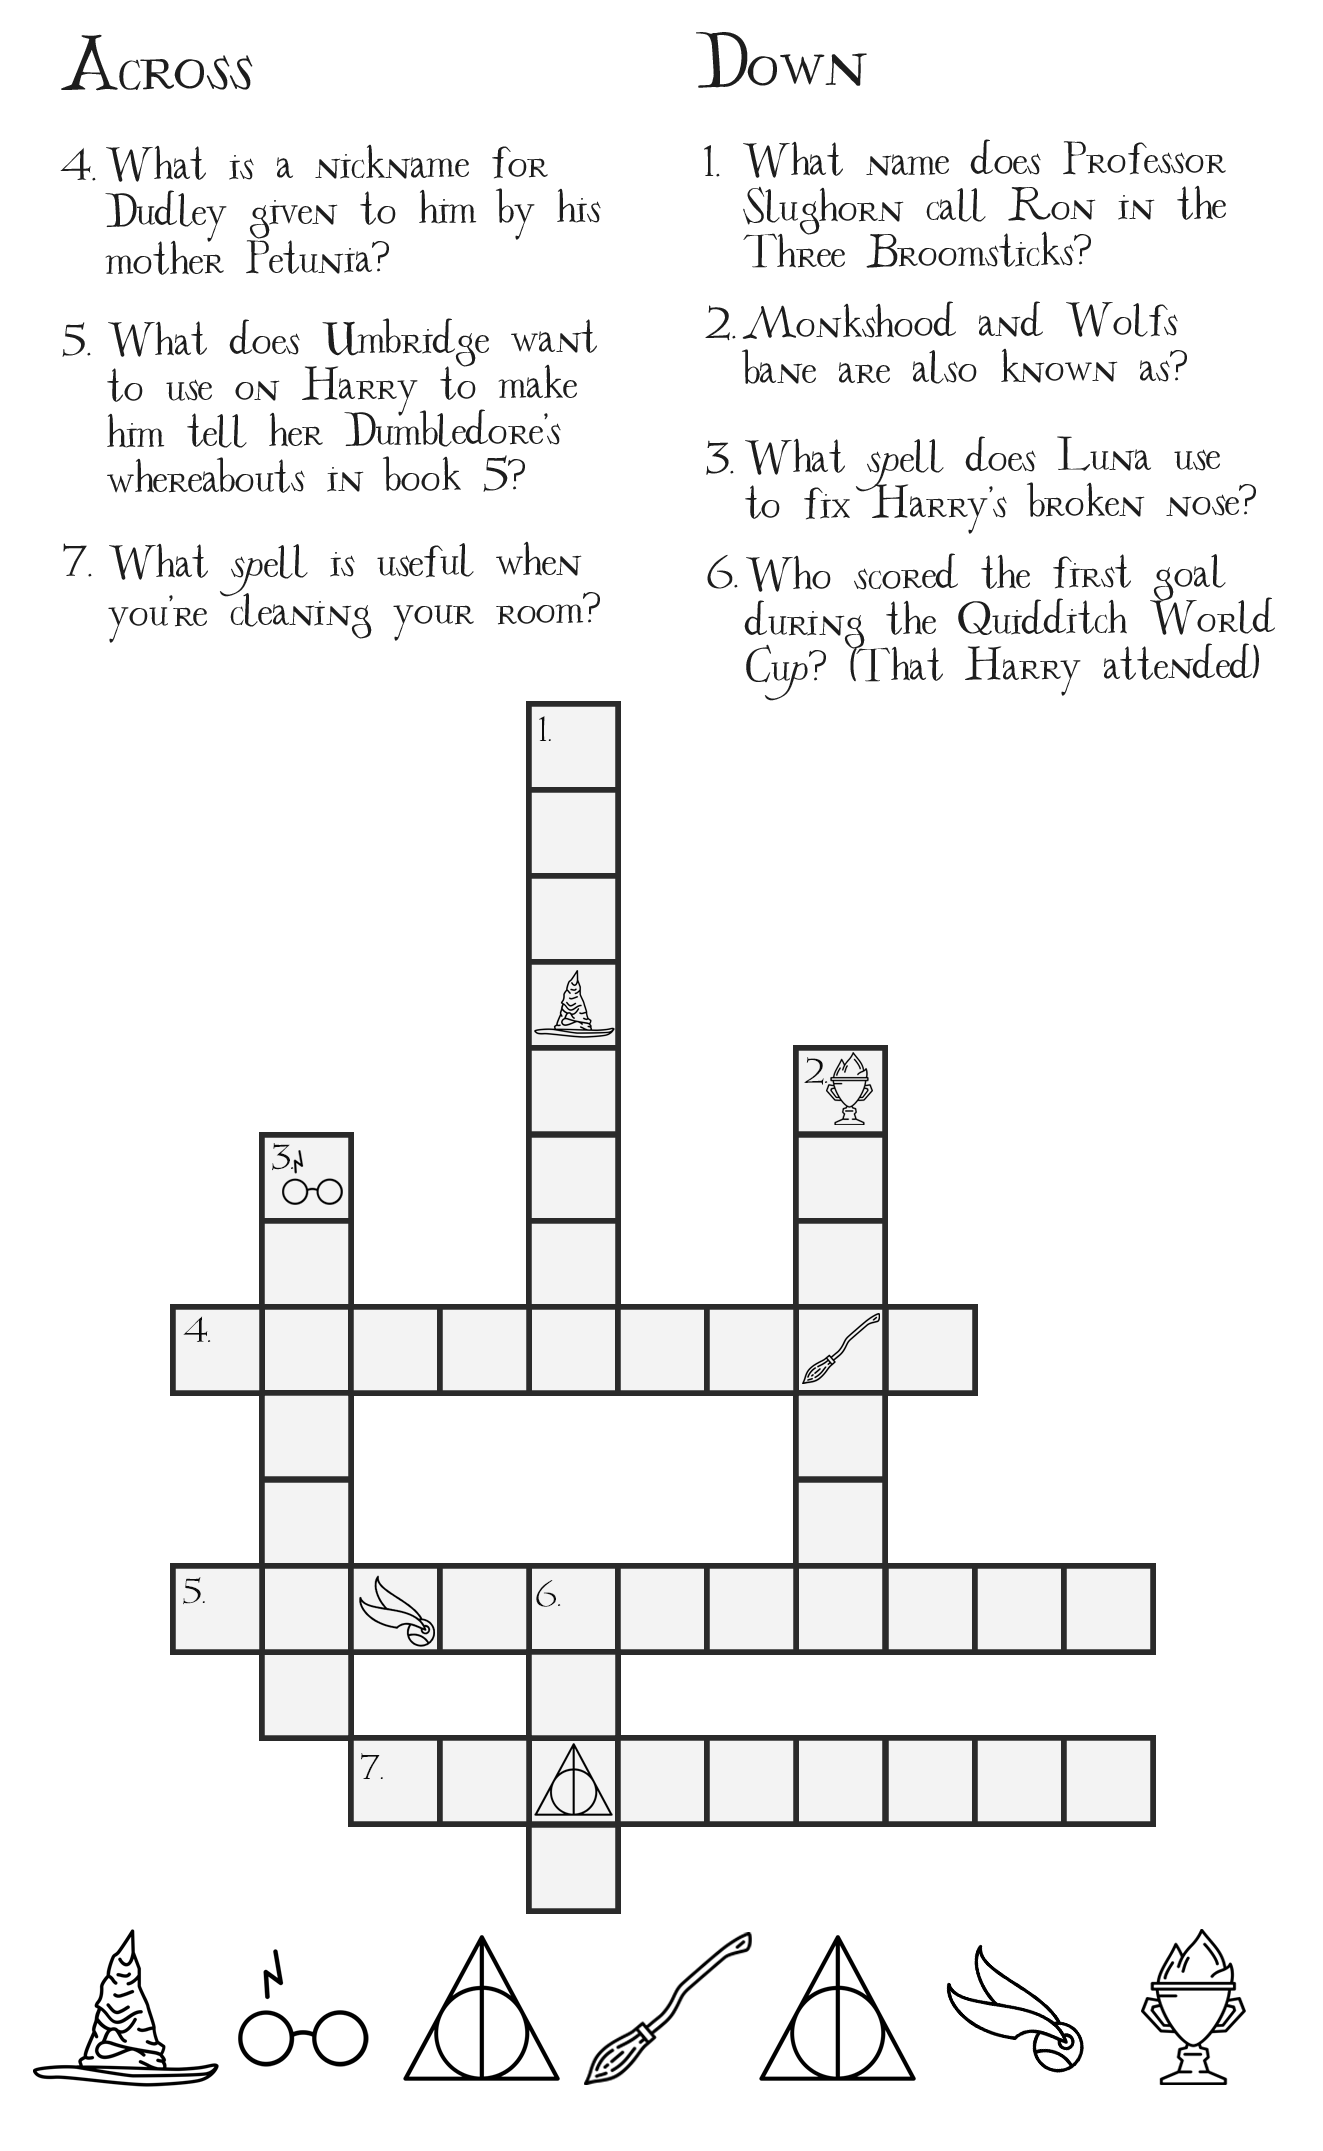 Across
4. What is a nickname for
Dudley given to him by his
mother Petunia?
5. What does Umbridge want
to use on Harry to make
him tell her Dumbledore's
whereabouts in book 5?
7. What spell is useful when
you're cleaning your room?
Down
1. What name does Professor
Slughorn call Ron in the
Three Broomsticks?
2. Monkshood and Wolfs
bane are also known as?
3. What spell does Luna use
to fix Harry's broken nose?
6. Who scored the first goal
during the Quidditch World
Cup? (That Harry attended)
1.
2.
3.
4.
5.
6.
7.